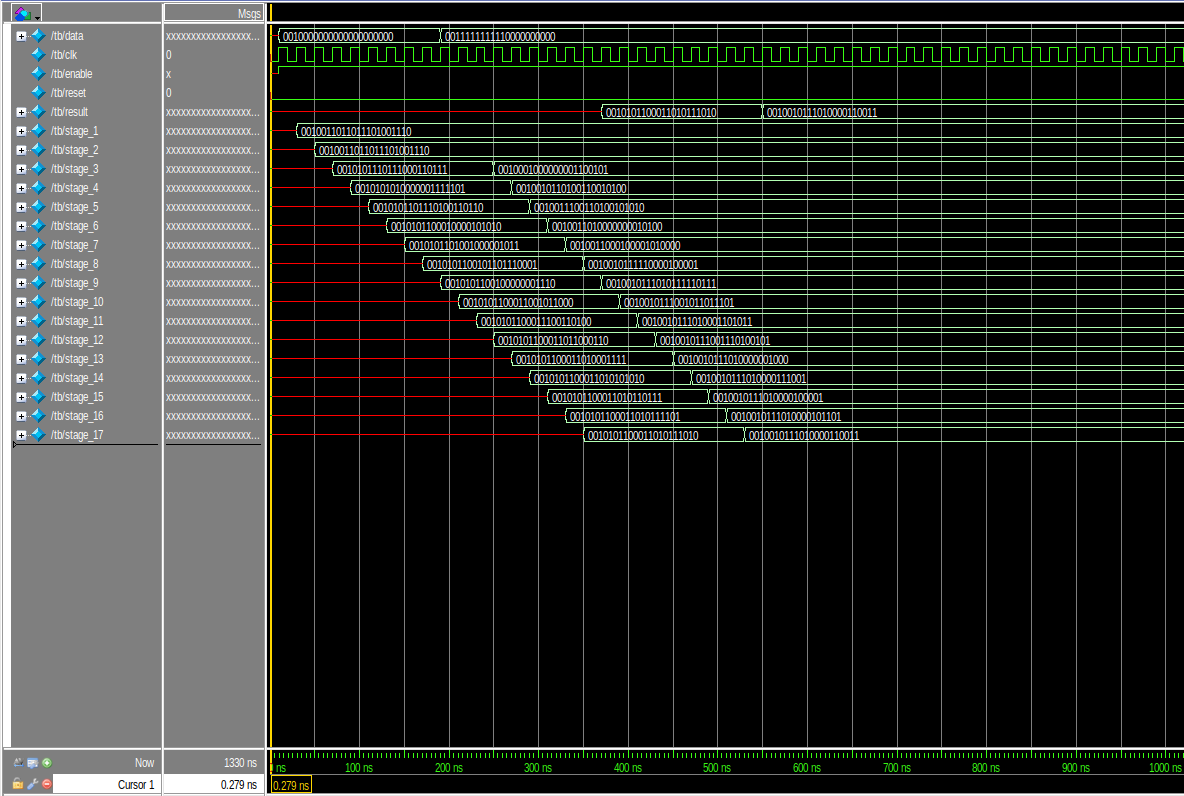 Msgs
/tb/data xxxxxxxxxxxxxxxxxx... 0010000000000000000000 0011111111110000000000
/tb/clk 0
/tb/enable x
/tb/reset 0
/tb/result xxxxxxxxxxxxxxxxxx... 0010101100011010111010 0010010111010000110011
/tb/stage_1 xxxxxxxxxxxxxxxxxx... 0010011011011101001110
/tb/stage_2 xxxxxxxxxxxxxxxxxx... 0010011011011101001110
/tb/stage_3 xxxxxxxxxxxxxxxxxx... 0010101110111000110111 0010001000000001100101
/tb/stage_4 xxxxxxxxxxxxxxxxxx... 0010101010000001111101 0010010110100110010100
/tb/stage_5 xxxxxxxxxxxxxxxxxx... 0010101101110100110110 0010011100110100101010
/tb/stage_6 xxxxxxxxxxxxxxxxxx... 0010101100010000101010 0010011010000000010100
/tb/stage_7 xxxxxxxxxxxxxxxxxx... 0010101101001000001011 0010011000100001010000
/tb/stage_8 xxxxxxxxxxxxxxxxxx... 0010101100101101110001 0010010111110000100001
/tb/stage_9 xxxxxxxxxxxxxxxxxx... 0010101100100000001110 0010010111010111110111
/tb/stage_10 xxxxxxxxxxxxxxxxxx... 0010101100011001011000 0010010111001011011101
/tb/stage_11 xxxxxxxxxxxxxxxxxx... 0010101100011100110100 0010010111010001101011
/tb/stage_12 xxxxxxxxxxxxxxxxxx... 0010101100011011000110 0010010111001110100101
/tb/stage_13 xxxxxxxxxxxxxxxxxx... 0010101100011010001111 0010010111010000001000
/tb/stage_14 xxxxxxxxxxxxxxxxxx... 0010101100011010101010 0010010111010000111001
/tb/stage_15 xxxxxxxxxxxxxxxxxx... 0010101100011010110111 0010010111010000100001
/tb/stage_16 xxxxxxxxxxxxxxxxxx... 0010101100011010111101 0010010111010000101101
/tb/stage_17 xxxxxxxxxxxxxxxxxx... 0010101100011010111010 0010010111010000110011
Now 1330 ns ns 100 ns 200 ns 300 ns 400 ns 500 ns 600 ns 700 ns 800 ns 900 ns 1000 ns
Cursor 1 0.279 ns 0.279 ns